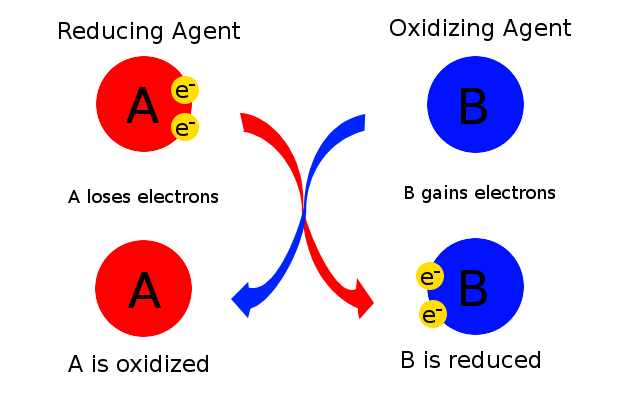 Reducing Agent
Oxidizing Agent
A
e-
e-
B
A loses electrons
B gains electrons
A
e-
e-
B
A is oxidized
B is reduced